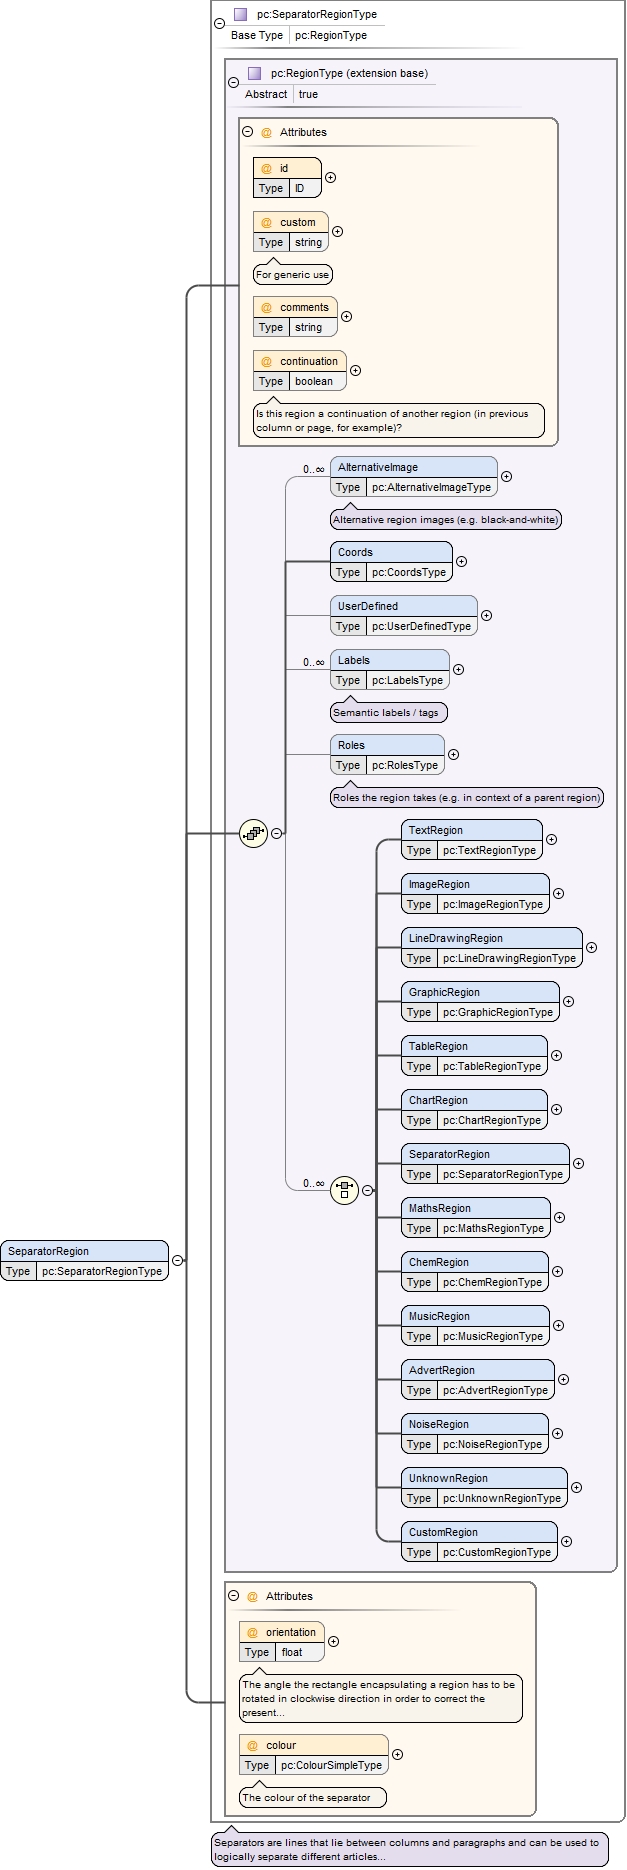 pc:SeparatorRegionType
Base Type pc:RegionType
pc:RegionType (extension base)
Abstract true
@ Attributes
@ id
Type ID
@ custom
Type string
For generic use
@ comments
Type string
@ continuation
Type boolean
Is this region a continuation of another region (in previous
column or page, for example)?
0..∞
AlternativeImage
Type pc:AlternativeImageType
Alternative region images (e.g. black-and-white)
Coords
Type pc:CoordsType
UserDefined
Type pc:UserDefinedType
0..∞
Labels
Type pc:LabelsType
Semantic labels / tags
Roles
Type pc:RolesType
Roles the region takes (e.g. in context of a parent region)
TextRegion
Type pc:TextRegionType
ImageRegion
Type pc:ImageRegionType
LineDrawingRegion
Type pc:LineDrawingRegionType
GraphicRegion
Type pc:GraphicRegionType
TableRegion
Type pc:TableRegionType
ChartRegion
Type pc:ChartRegionType
SeparatorRegion
Type pc:SeparatorRegionType
0..∞
MathsRegion
Type pc:MathsRegionType
SeparatorRegion
Type pc:SeparatorRegionType
ChemRegion
Type pc:ChemRegionType
MusicRegion
Type pc:MusicRegionType
AdvertRegion
Type pc:AdvertRegionType
NoiseRegion
Type pc:NoiseRegionType
UnknownRegion
Type pc:UnknownRegionType
CustomRegion
Type pc:CustomRegionType
@ Attributes
@ orientation
Type float
The angle the rectangle encapsulating a region has to be
rotated in clockwise direction in order to correct the
present...
@ colour
Type pc:ColourSimpleType
The colour of the separator
Separators are lines that lie between columns and paragraphs and can be used to
logically separate different articles...